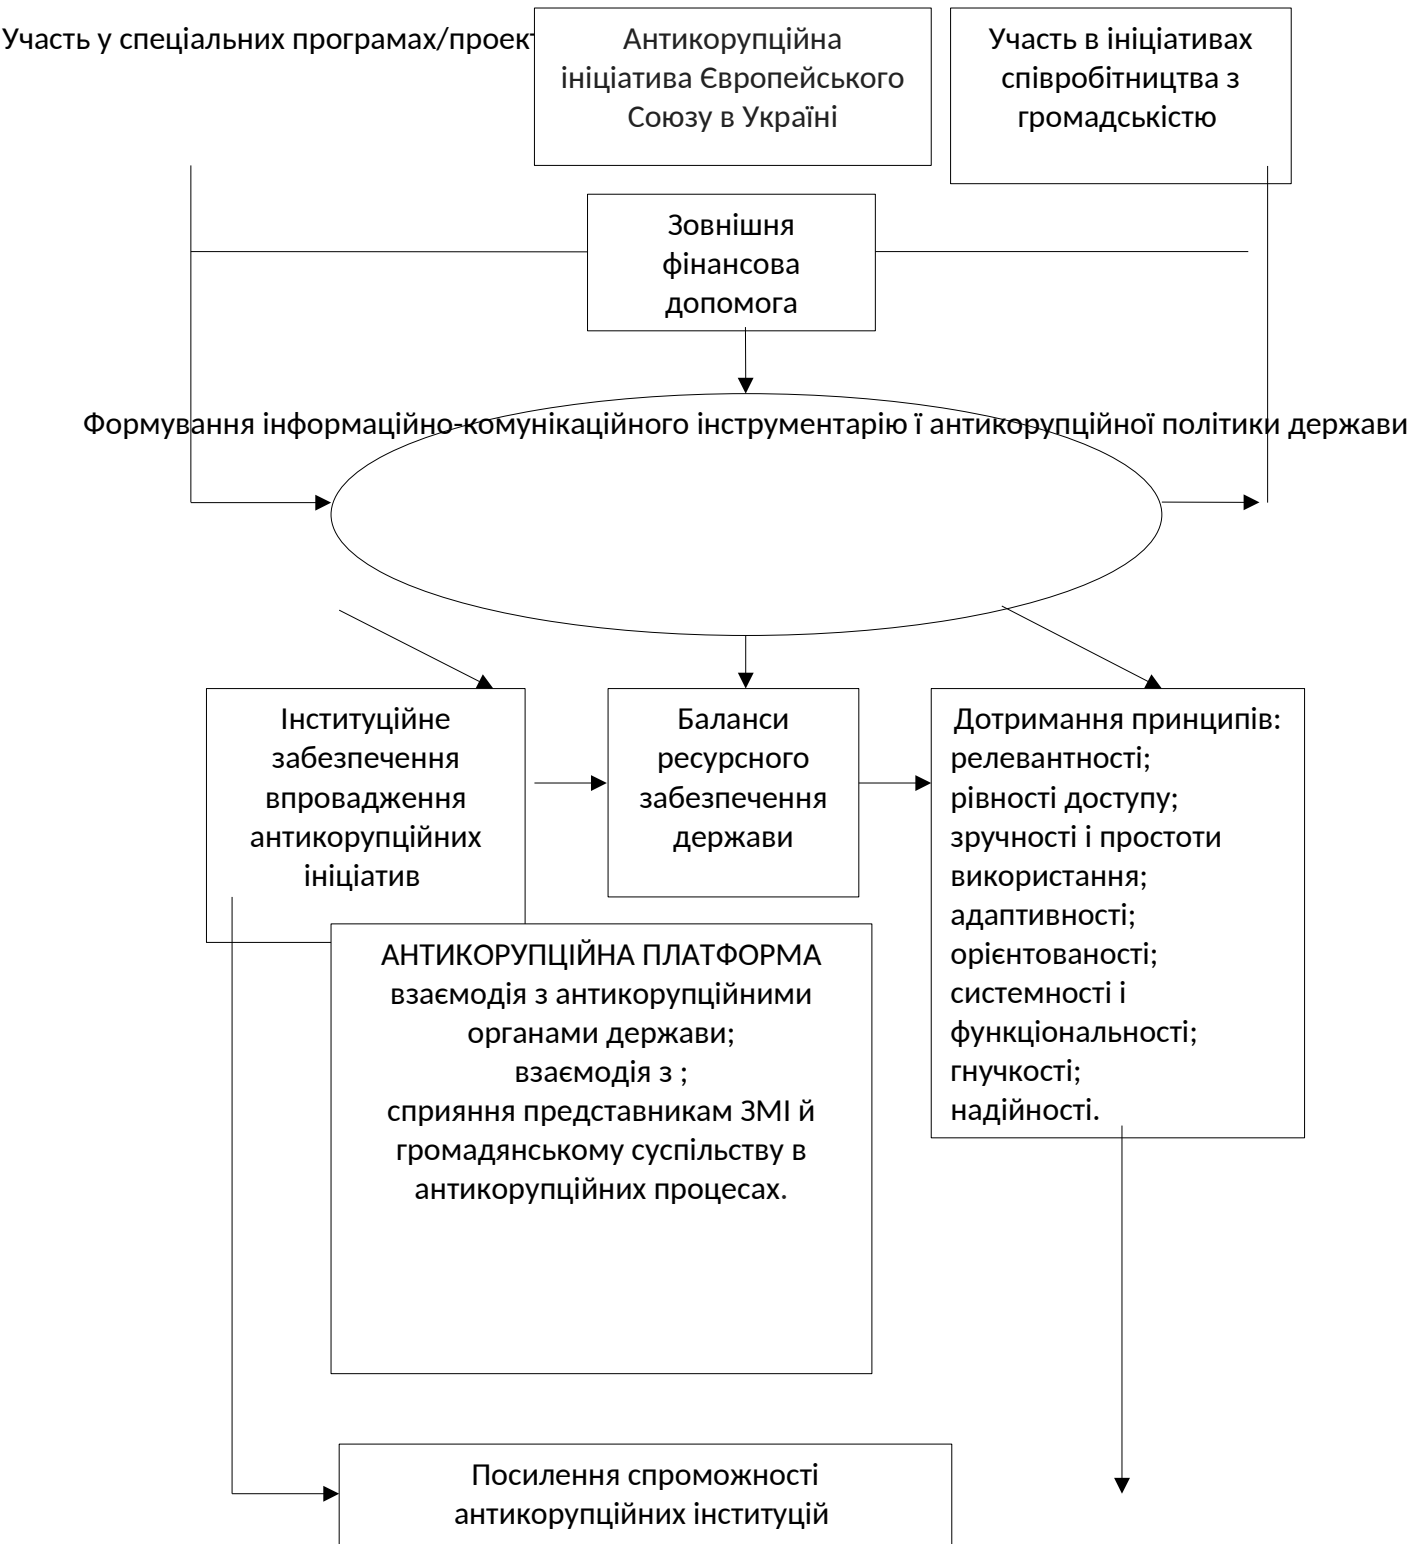 Участь у спеціальних програмах/проек
Антикорупційна
ініціатива Європейського
Союзу в Україні
Участь в ініціативах
співробітництва з
громадськістю
Зовнішня
фінансова
допомога
Формування інформаційно-комунікаційного інструментарію ї антикорупційної політики держави
Інституційне
забезпечення
впровадження
антикорупційних
ініціатив
Баланси
ресурсного
забезпечення
держави
Дотримання принципів:
релевантності;
рівності доступу;
зручності і простоти
використання;
адаптивності;
орієнтованості;
системності і
функціональності;
гнучкості;
надійності.
АНТИКОРУПЦІЙНА ПЛАТФОРМА
взаємодія з антикорупційними
органами держави;
взаємодія з ;
сприяння представникам ЗМІ й
громадянському суспільству в
антикорупційних процесах.
Посилення спроможності
антикорупційних інституцій